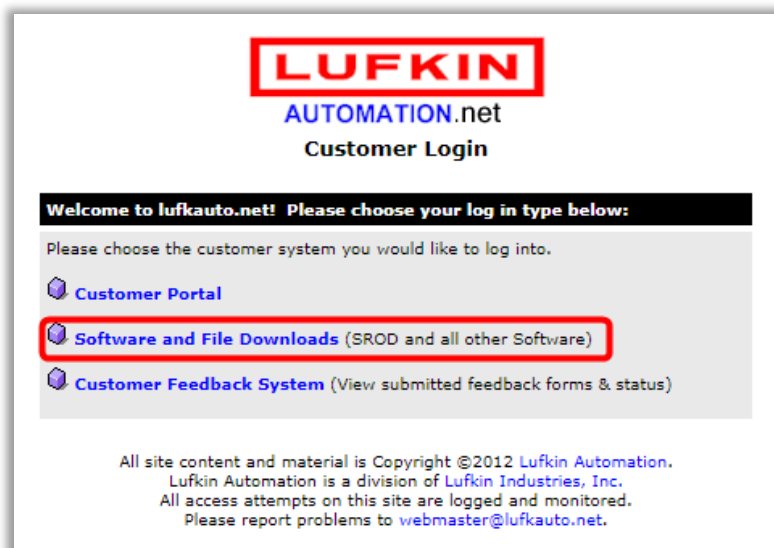 LUFKIN
AUTOMATION.net
Customer Login
Welcome to lufkauto.net! Please choose your log in type below:
Please choose the customer system you would like to log into.
Customer Portal
Software and File Downloads (SROD and all other Software)
Customer Feedback System (View submitted feedback forms & status)
All site content and material is Copyright ©2012 Lufkin Automation.
Lufkin Automation is a division of Lufkin Industries, Inc.
All access attempts on this site are logged and monitored.
Please report problems to webmaster@lufkauto.net.